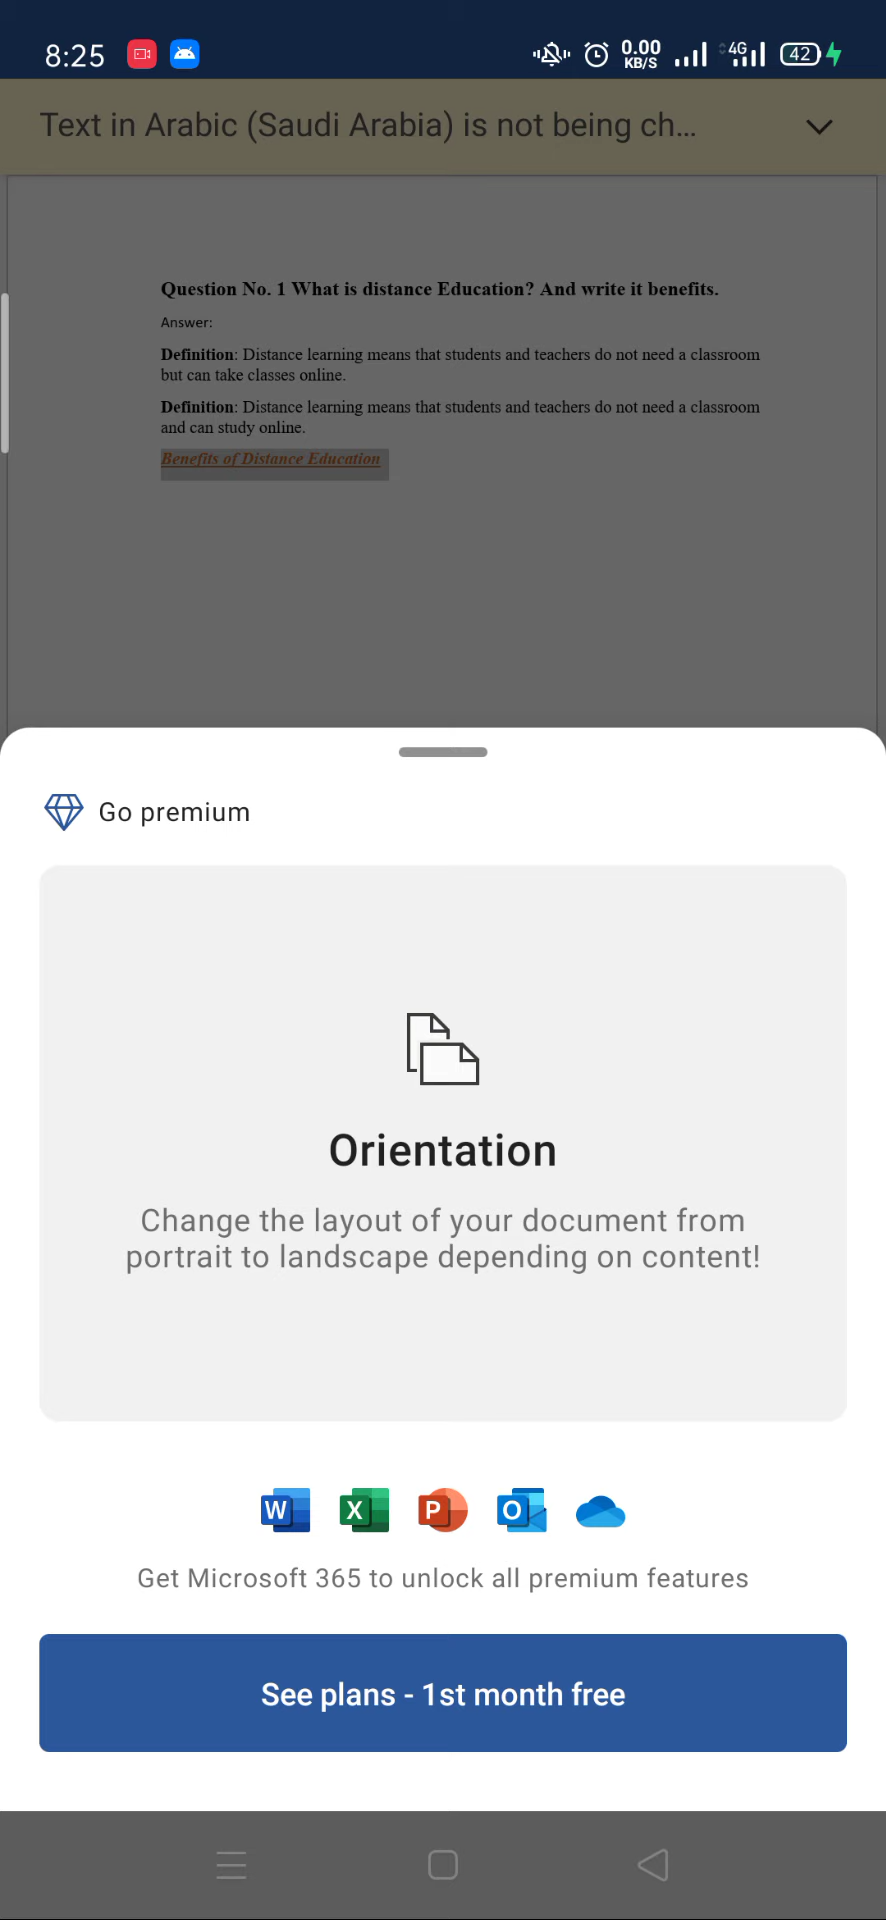 8:25
0.00
KB/S
4G
42
Text in Arabic (Saudi Arabia) is not being ch...
Question No. 1 What is distance Education? And write it benefits.
Answer:
Definition: Distance learning means that students and teachers do not need a classroom
but can take classes online.
Definition: Distance learning means that students and teachers do not need a classroom
and can study online.
Benefits of Distance Education
Go premium
Orientation
Change the layout of your document from
portrait to landscape depending on content!
W X P O
Get Microsoft 365 to unlock all premium features
See plans - 1st month free